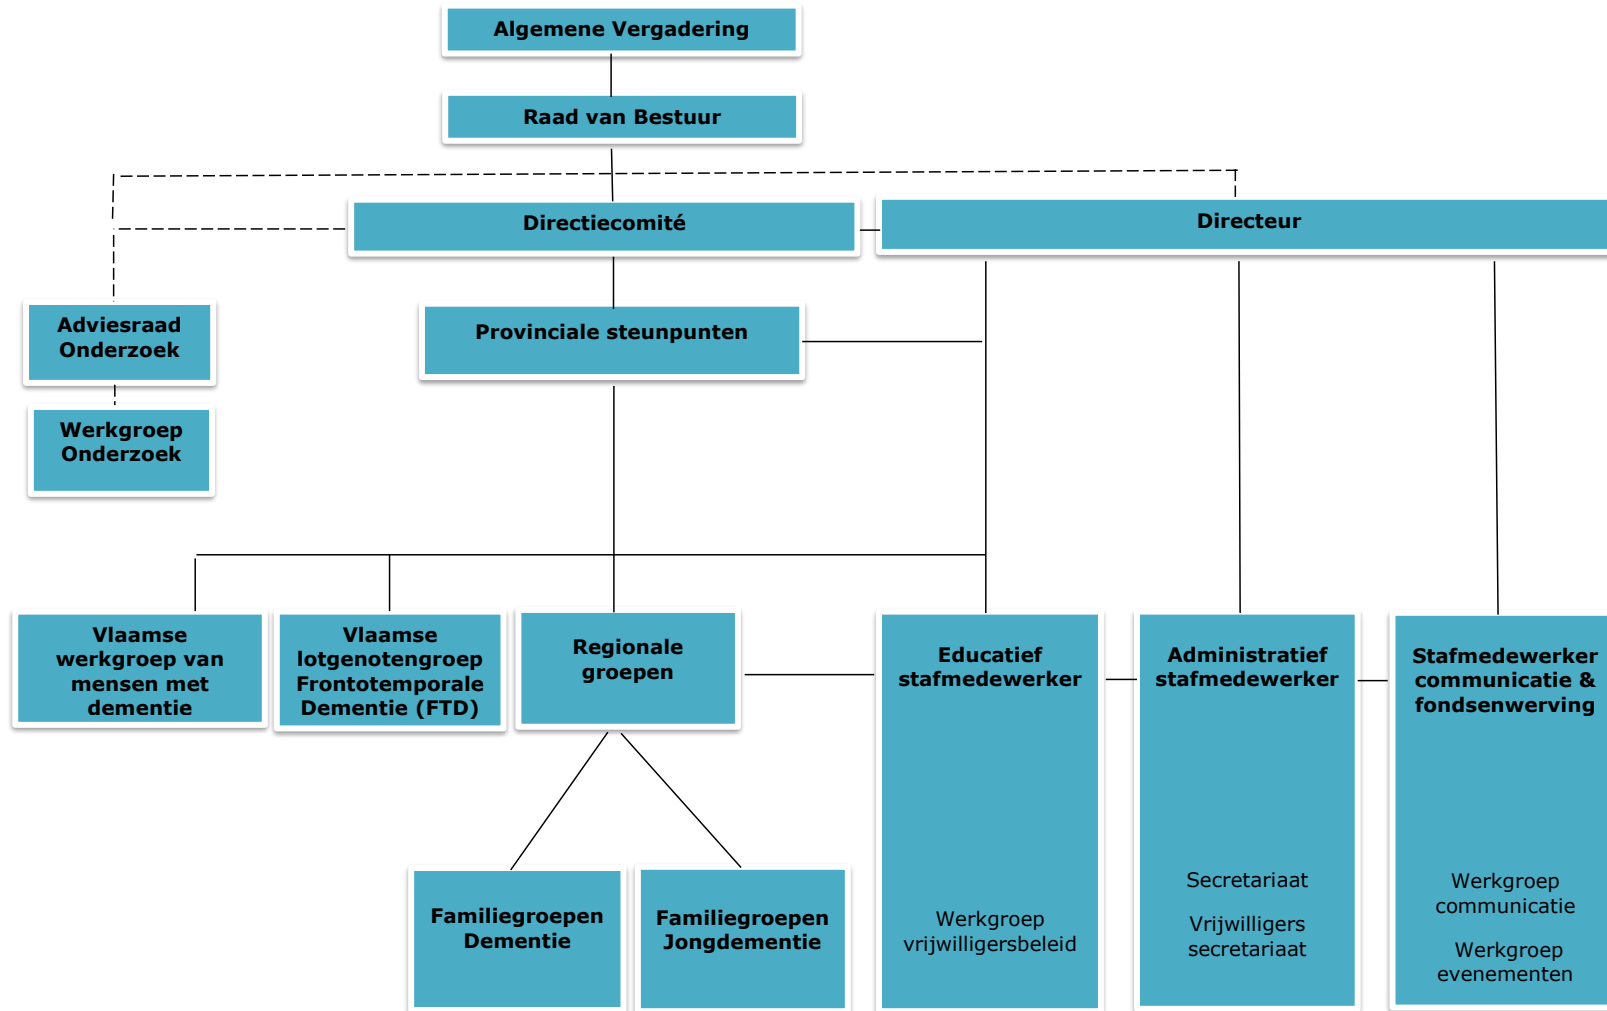 Algemene Vergadering
Raad van Bestuur
Directiecomité
Directeur
Adviesraad
Onderzoek
Provinciale steunpunten
Werkgroep
Onderzoek
Vlaamse
werkgroep van
mensen met
dementie
Vlaamse
lotgenotengroep
Frontotemporale
Dementie (FTD)
Regionale
groepen
Educatief
stafmedewerker
Werkgroep
vrijwilligersbeleid
Administratief
stafmedewerker
Secretariaat
Vrijwilligers
secretariaat
Stafmedewerker
communicatie &
fondsenwerving
Werkgroep
communicatie
Werkgroep
evenementen
Familiegroepen
Dementie
Familiegroepen
Jongdementie